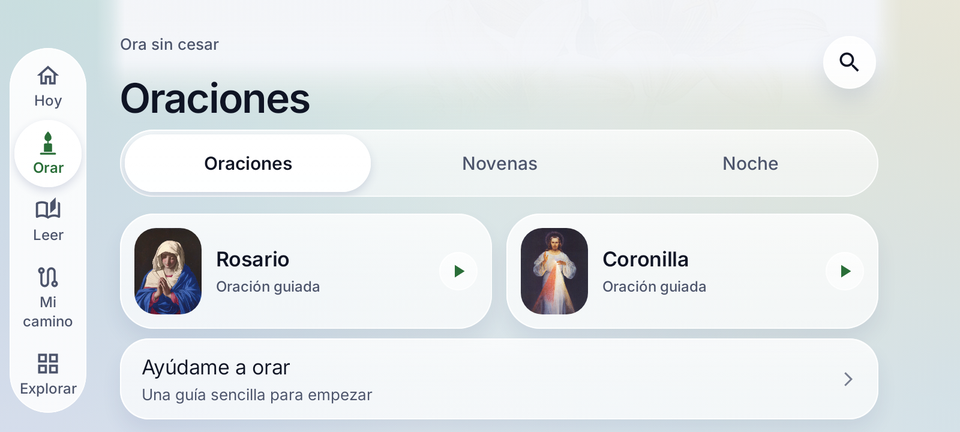 Ora sin cesar
Oraciones
Hoy
Orar
Leer
Mi
camino
Explorar
Oraciones
Novenas
Noche
Rosario
Oración guiada
Coronilla
Oración guiada
Ayúdame a orar
Una guía sencilla para empezar